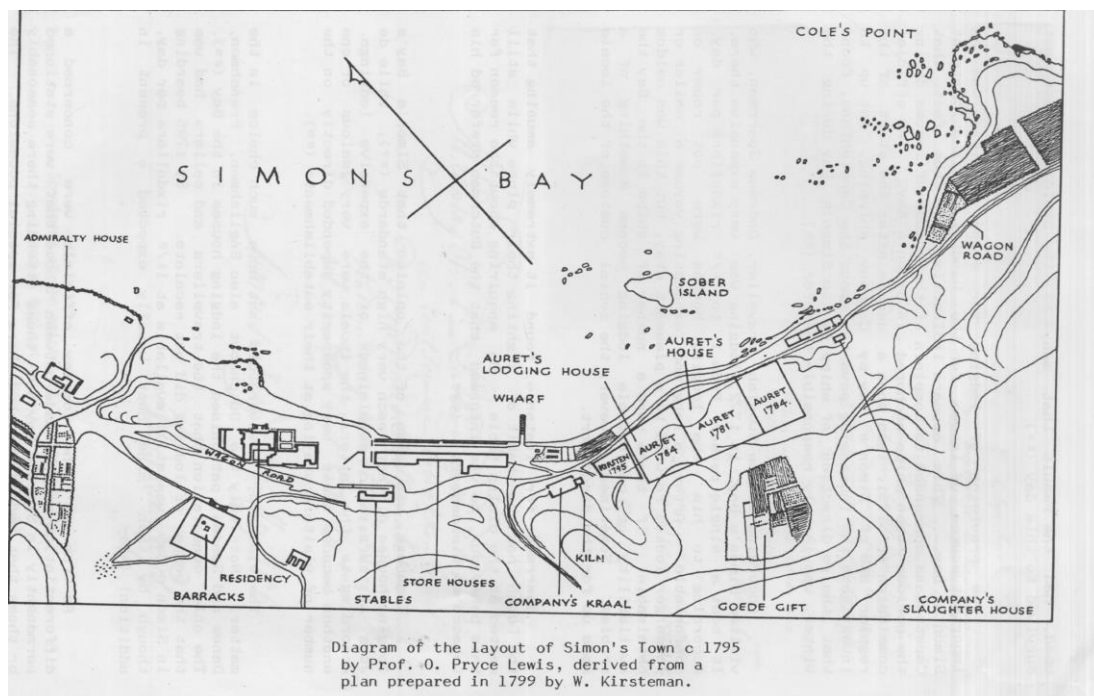 COLE'S POINT
SIMONS BAY
ADMIRALTY HOUSE
WAGON
ROAD
SOBER
ISLAND
AURET'S
HOUSE
AURET'S
LODGING HOUSE
WHARF
AURET
1784.
AURET
1781
AURET
1784
KIRSTEN
1795
WAGON ROAD
KILN
RESIDENCY
STORE HOUSES
GOEDE GIFT
BARRACKS
STABLES
COMPANY'S KRAAL
COMPANY'S
SLAUGHTER HOUSE
Diagram of the layout of Simon's Town c 1795
by Prof. O. Pryce Lewis, derived from a
plan prepared in 1799 by W. Kirsteman.